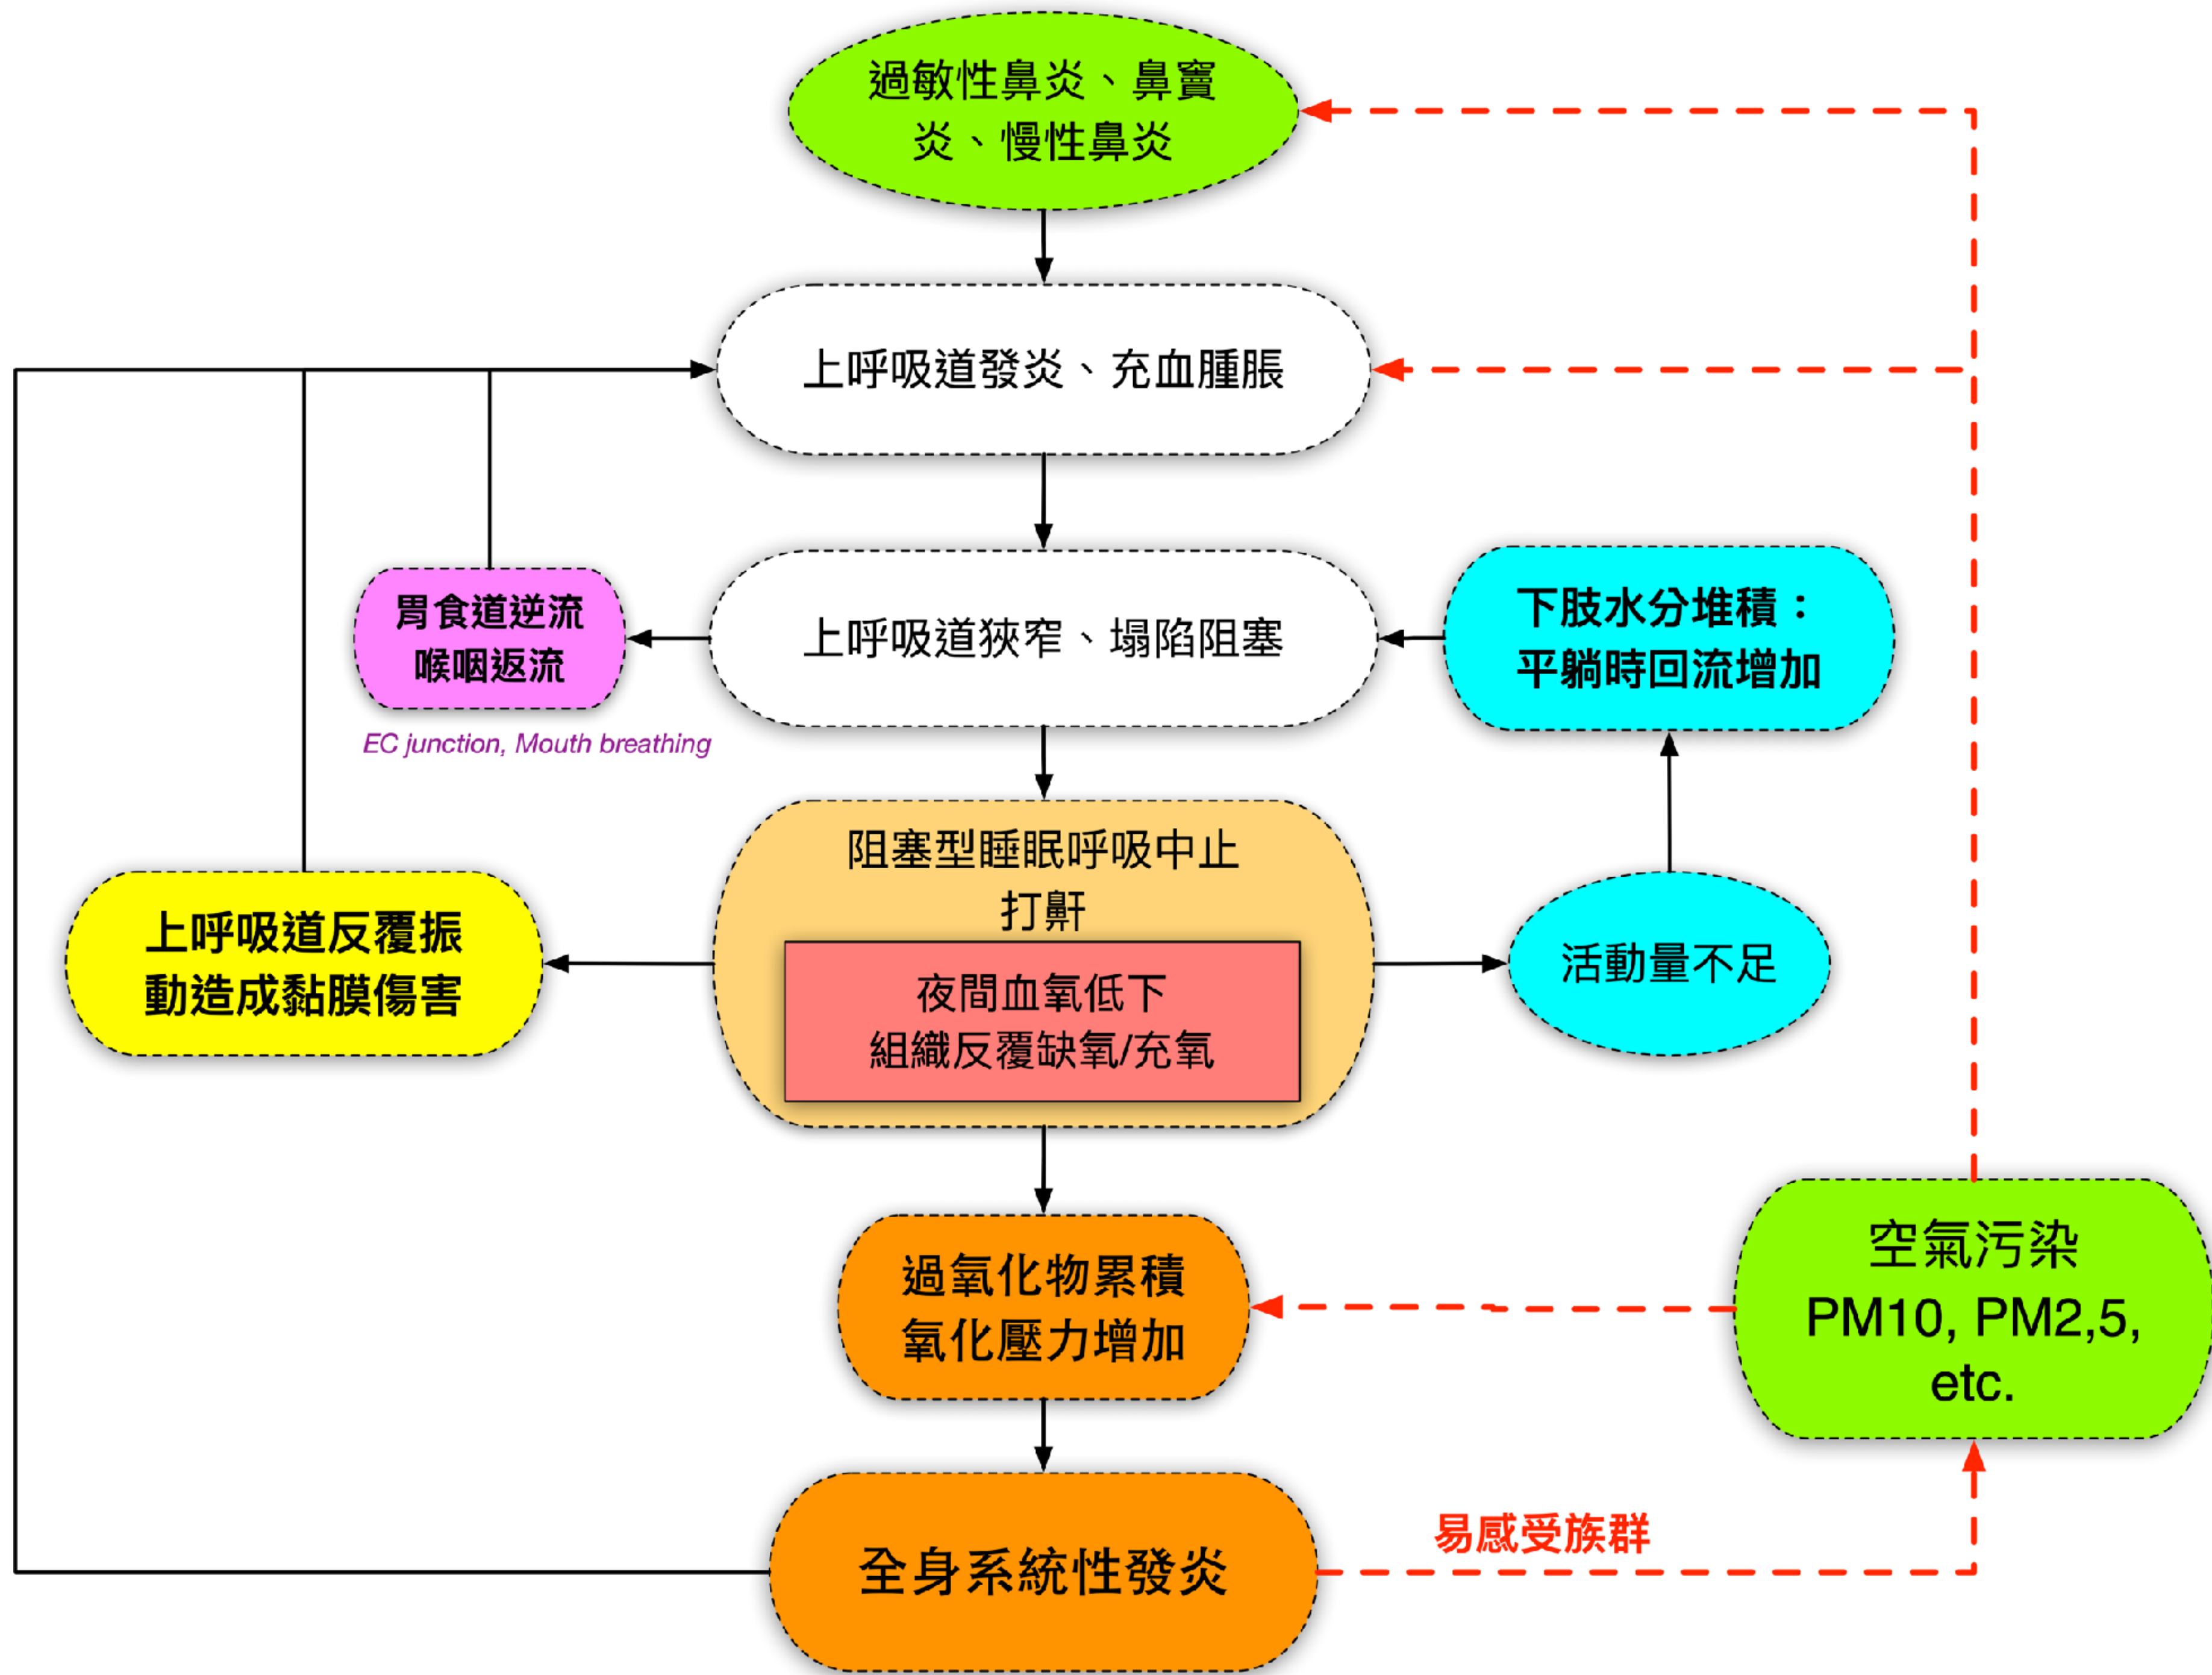 過敏性鼻炎、鼻竇
炎、慢性鼻炎
上呼吸道發炎、充血腫脹
胃食道逆流
喉咽返流
上呼吸道狹窄、塌陷阻塞
下肢水分堆積：
平躺時回流增加
EC junction, Mouth breathing
阻塞型睡眠呼吸中止
打鼾
上呼吸道反覆振
動造成黏膜傷害
夜間血氧低下
組織反覆缺氧/充氧
活動量不足
過氧化物累積
氧化壓力增加
空氣污染
PM10, PM2,5,
etc.
易感受族群
全身系統性發炎